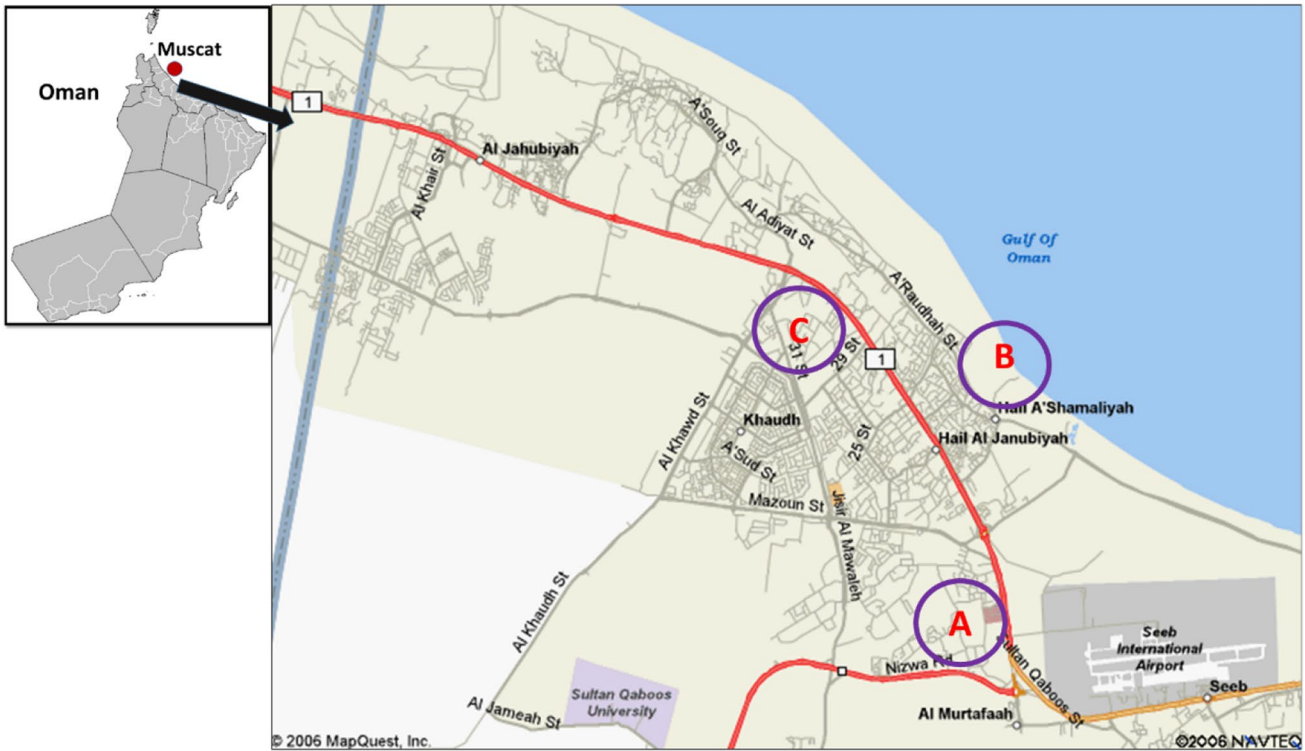 Muscat
Oman
1
A'Souq St
Al Jahubiyah
Al Khair St
Al Adiyat St
Gulf Of
Oman
A'Raudhah St
C
B
31 St
29 St
1
Hail A'Shamaliyah
Al Khawd St
Khaudh
25 St
Hail Al Janubiyah
A'Sud St
Mazoun St
Jisir Al Mawaleh
Al Khaudh St
A
Seeb
International
Airport
Nizwa Rd
Sultan Qaboos St
Sultan Qaboos
University
Seeb
Al Jameah St
Al Murtafaah
© 2006 MapQuest, Inc.
©2006 NAVTEQ